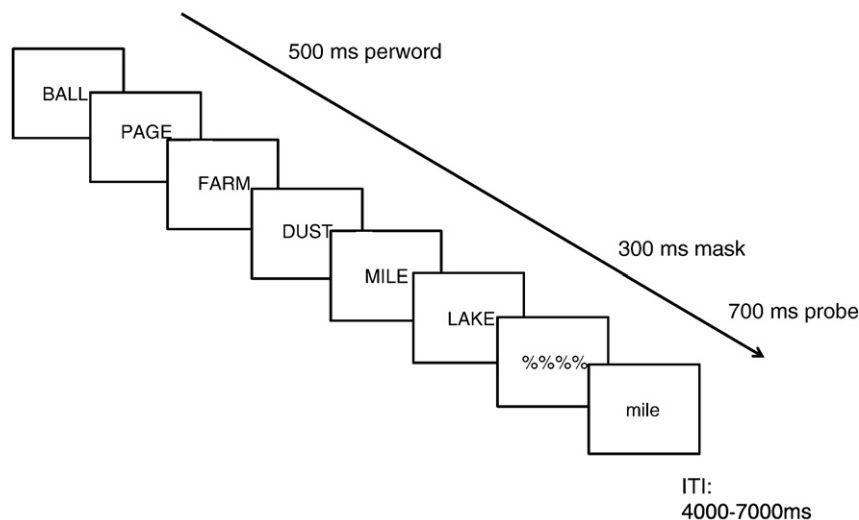 500 ms perword
BALL
PAGE
FARM
DUST
MILE
LAKE
300 ms mask
%%%%
700 ms probe
mile
ITI:
4000-7000ms